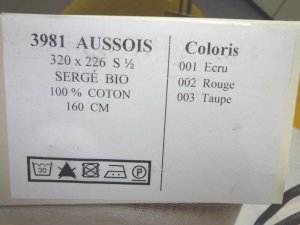 3981 AUSSOIS
320 x 226 S ½
SERGÉ BIO
100 % COTON
160 CM
30
P
Coloris
001 Ecru
002 Rouge
003 Taupe